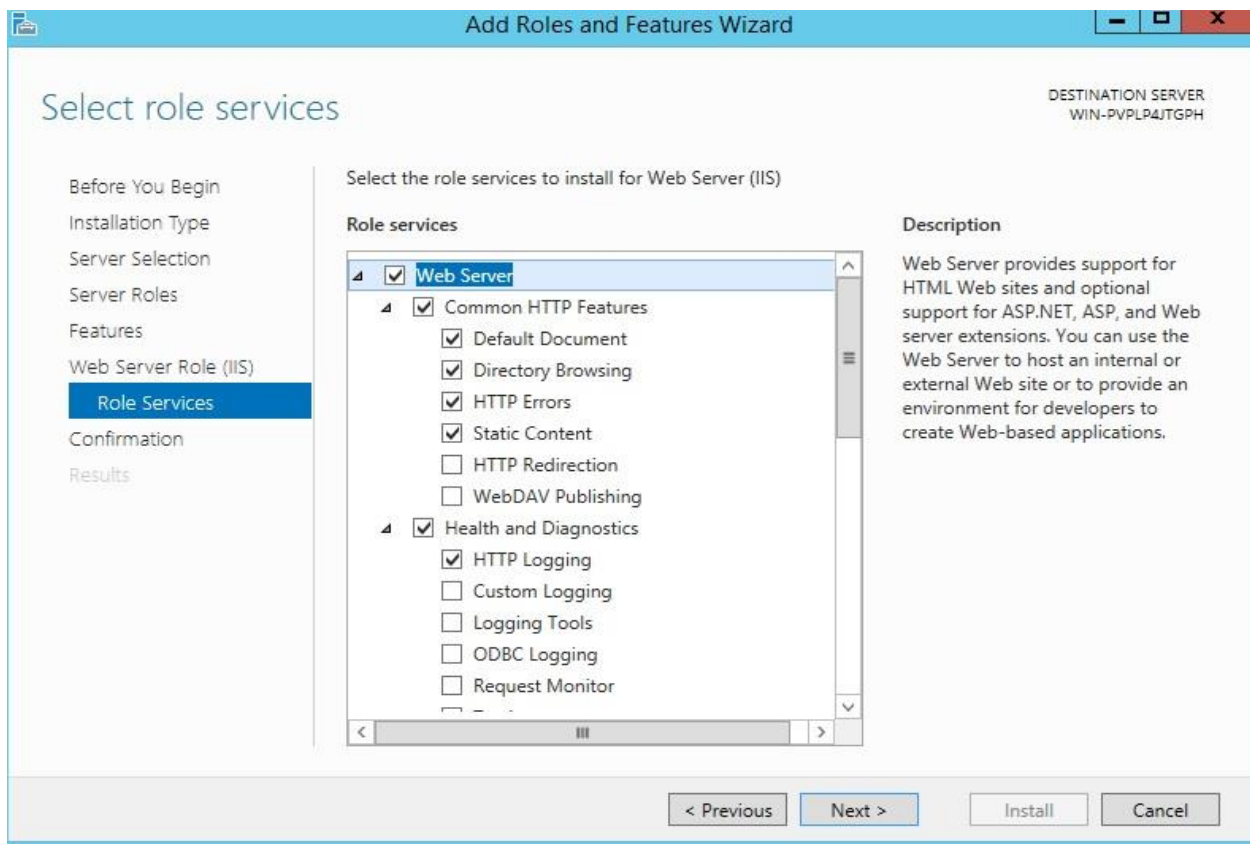 Add Roles and Features Wizard
Select role services
DESTINATION SERVER
WIN-PVPLP4JTGPH
Before You Begin
Installation Type
Server Selection
Server Roles
Features
Web Server Role (IIS)
Role Services
Confirmation
Results
Select the role services to install for Web Server (IIS)
Role services
Web Server
Common HTTP Features
Default Document
Directory Browsing
HTTP Errors
Static Content
HTTP Redirection
WebDAV Publishing
Health and Diagnostics
HTTP Logging
Custom Logging
Logging Tools
ODBC Logging
Request Monitor
Description
Web Server provides support for
HTML Web sites and optional
support for ASP.NET, ASP, and Web
server extensions. You can use the
Web Server to host an internal or
external Web site or to provide an
environment for developers to
create Web-based applications.
< Previous
Next >
Install
Cancel